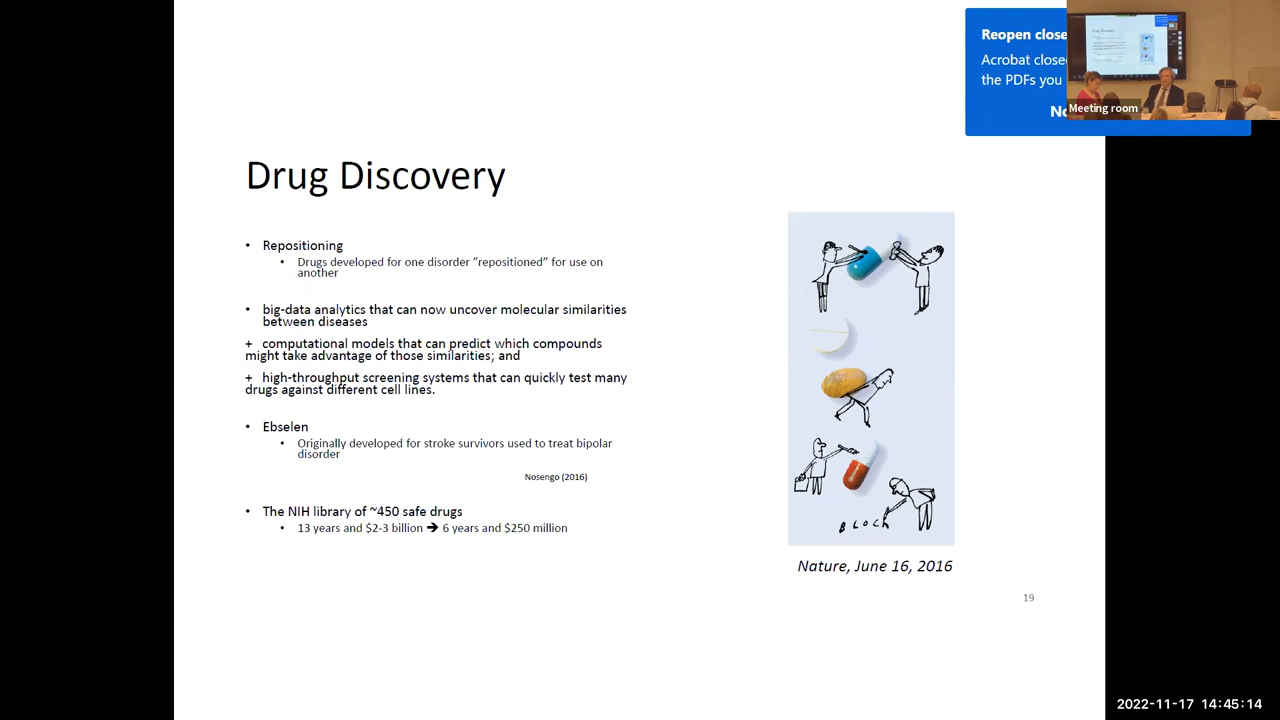 Reopen close
Acrobat close
the PDFs you
No
Meeting room
Drug Discovery
Drug Discovery
• Repositioning
• Drugs developed for one disorder ”repositioned” for use on
another
• big-data analytics that can now uncover molecular similarities
between diseases
+ computational models that can predict which compounds
might take advantage of those similarities; and
+ high-throughput screening systems that can quickly test many
drugs against different cell lines.
• Ebselen
• Originally developed for stroke survivors used to treat bipolar
disorder
Nosengo (2016)
• The NIH library of ~450 safe drugs
• 13 years and $2-3 billion ➔ 6 years and $250 million
BLOCK
Nature, June 16, 2016
19
2022-11-17 14:45:14